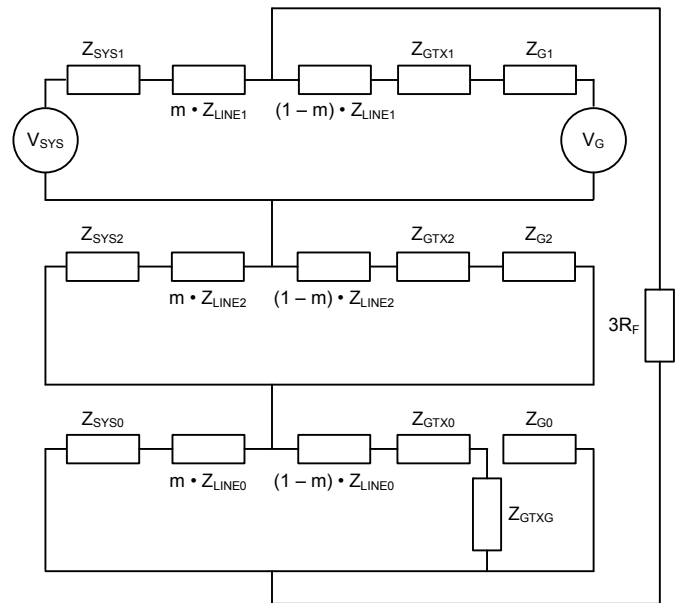 Z_SYS1 Z_GTX1 Z_G1
m • Z_LINE1 (1 – m) • Z_LINE1
V_SYS V_G
Z_SYS2 Z_GTX2 Z_G2
m • Z_LINE2 (1 – m) • Z_LINE2
3R_F
Z_SYS0 Z_GTX0 Z_G0
m • Z_LINE0 (1 – m) • Z_LINE0
Z_GTXG